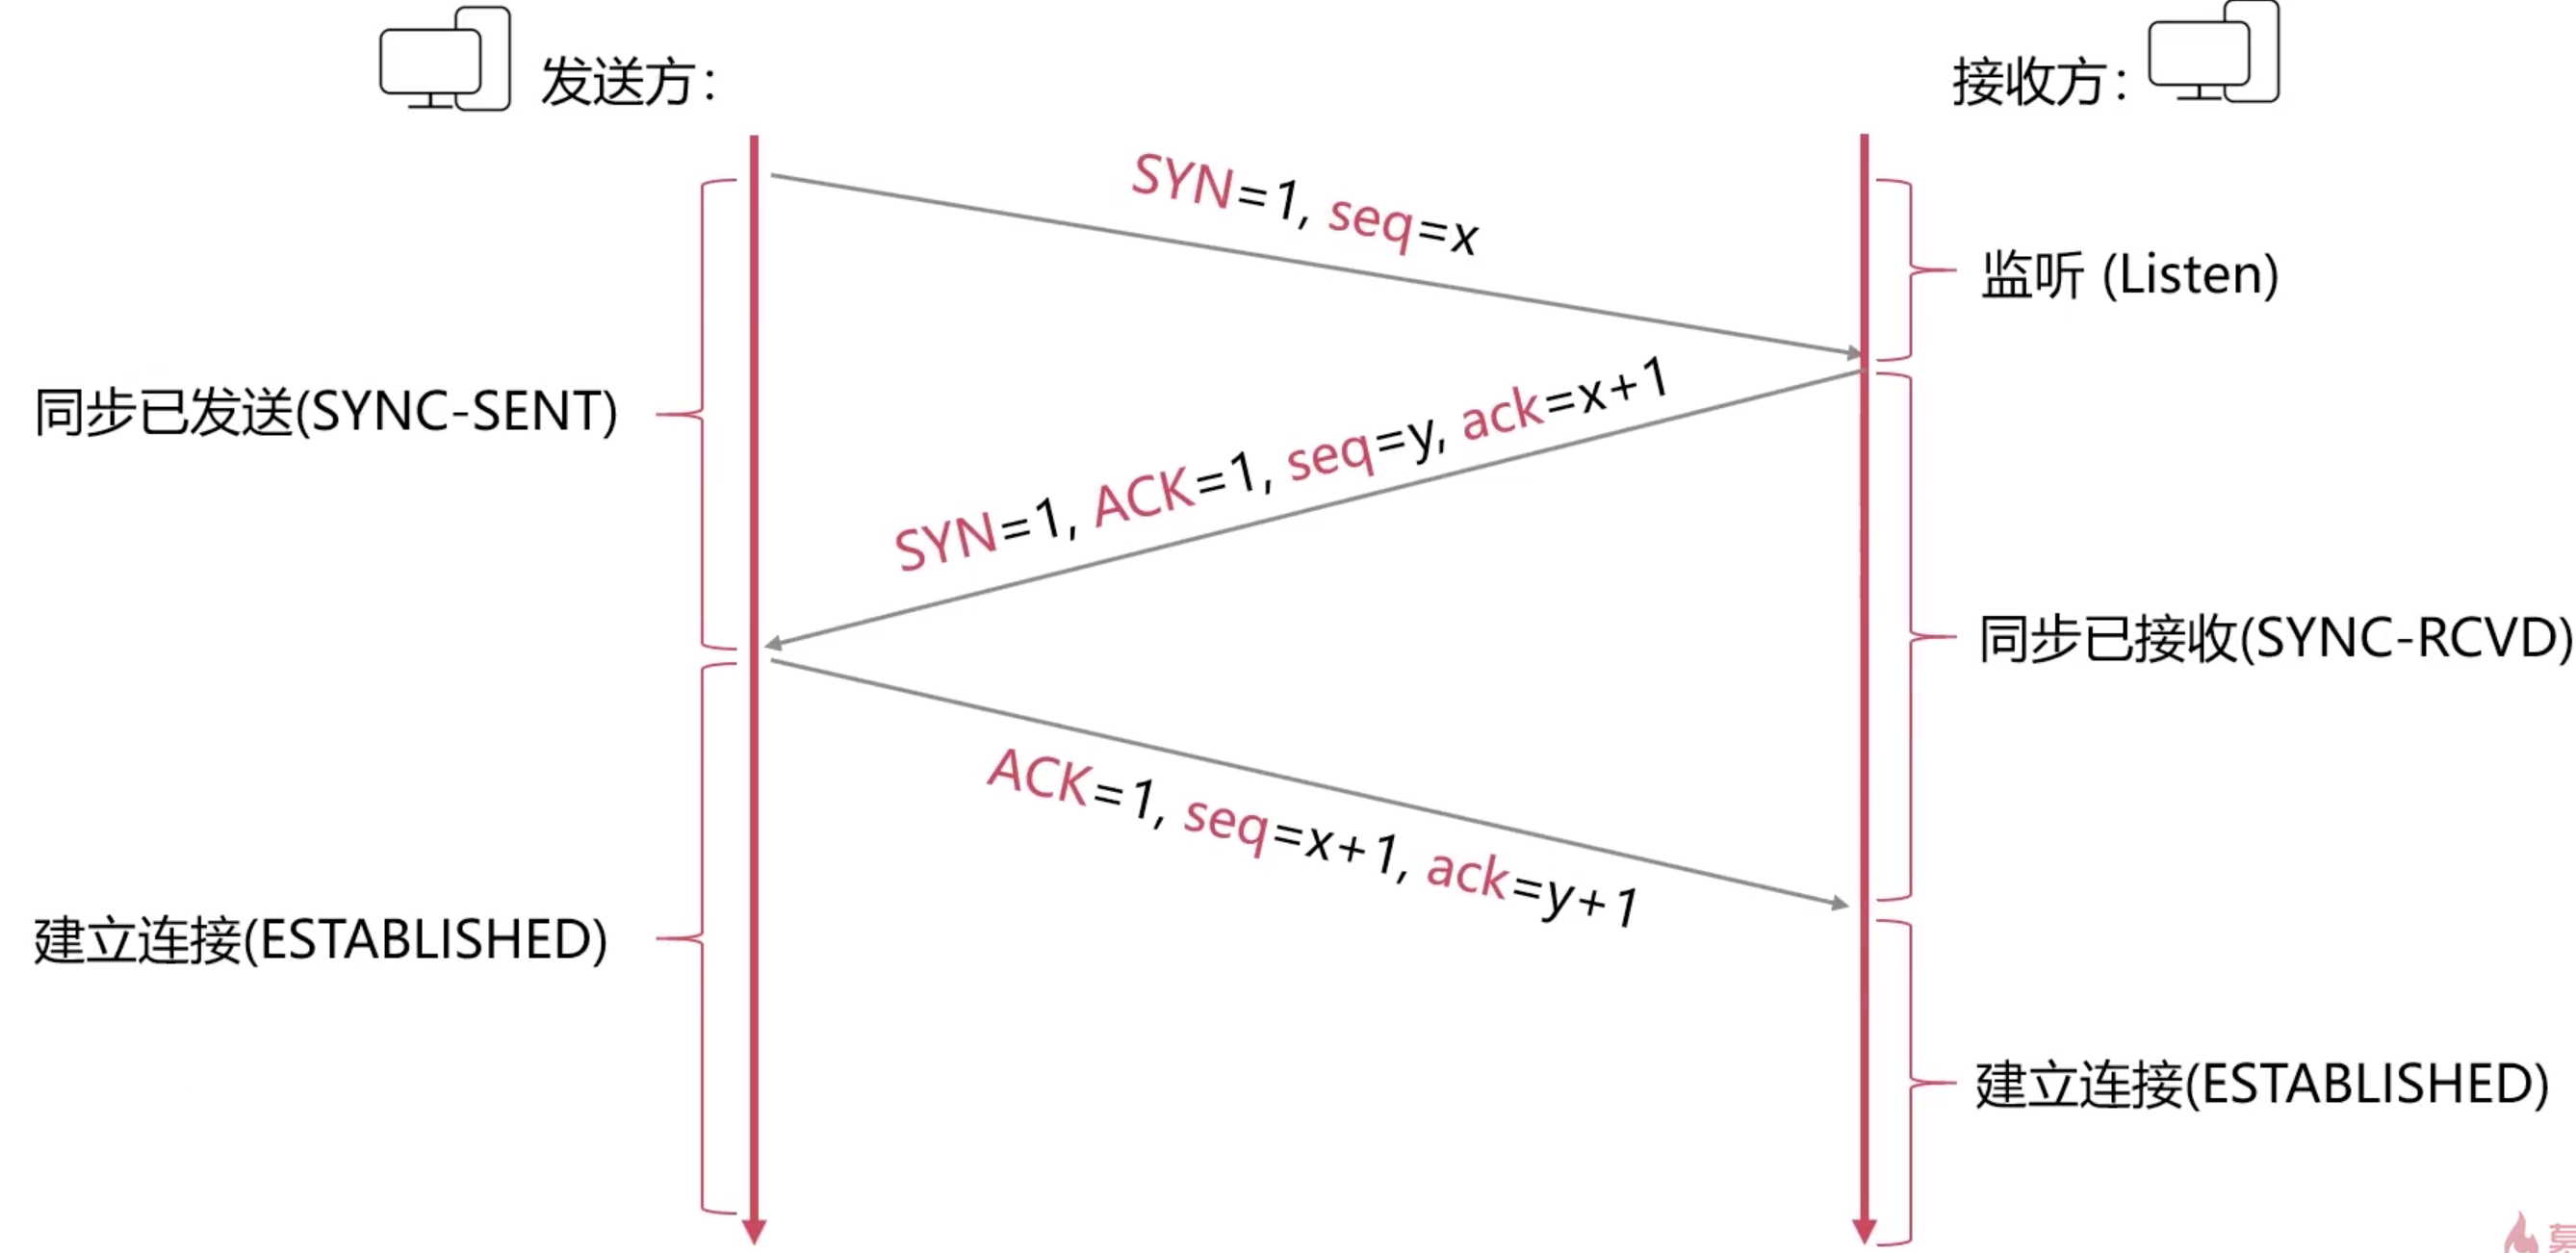 发送方：
接收方：
SYN=1, seq=x
监听 (Listen)
同步已发送(SYNC-SENT)
SYN=1, ACK=1, seq=y, ack=x+1
同步已接收(SYNC-RCVD)
ACK=1, seq=x+1, ack=y+1
建立连接(ESTABLISHED)
建立连接(ESTABLISHED)